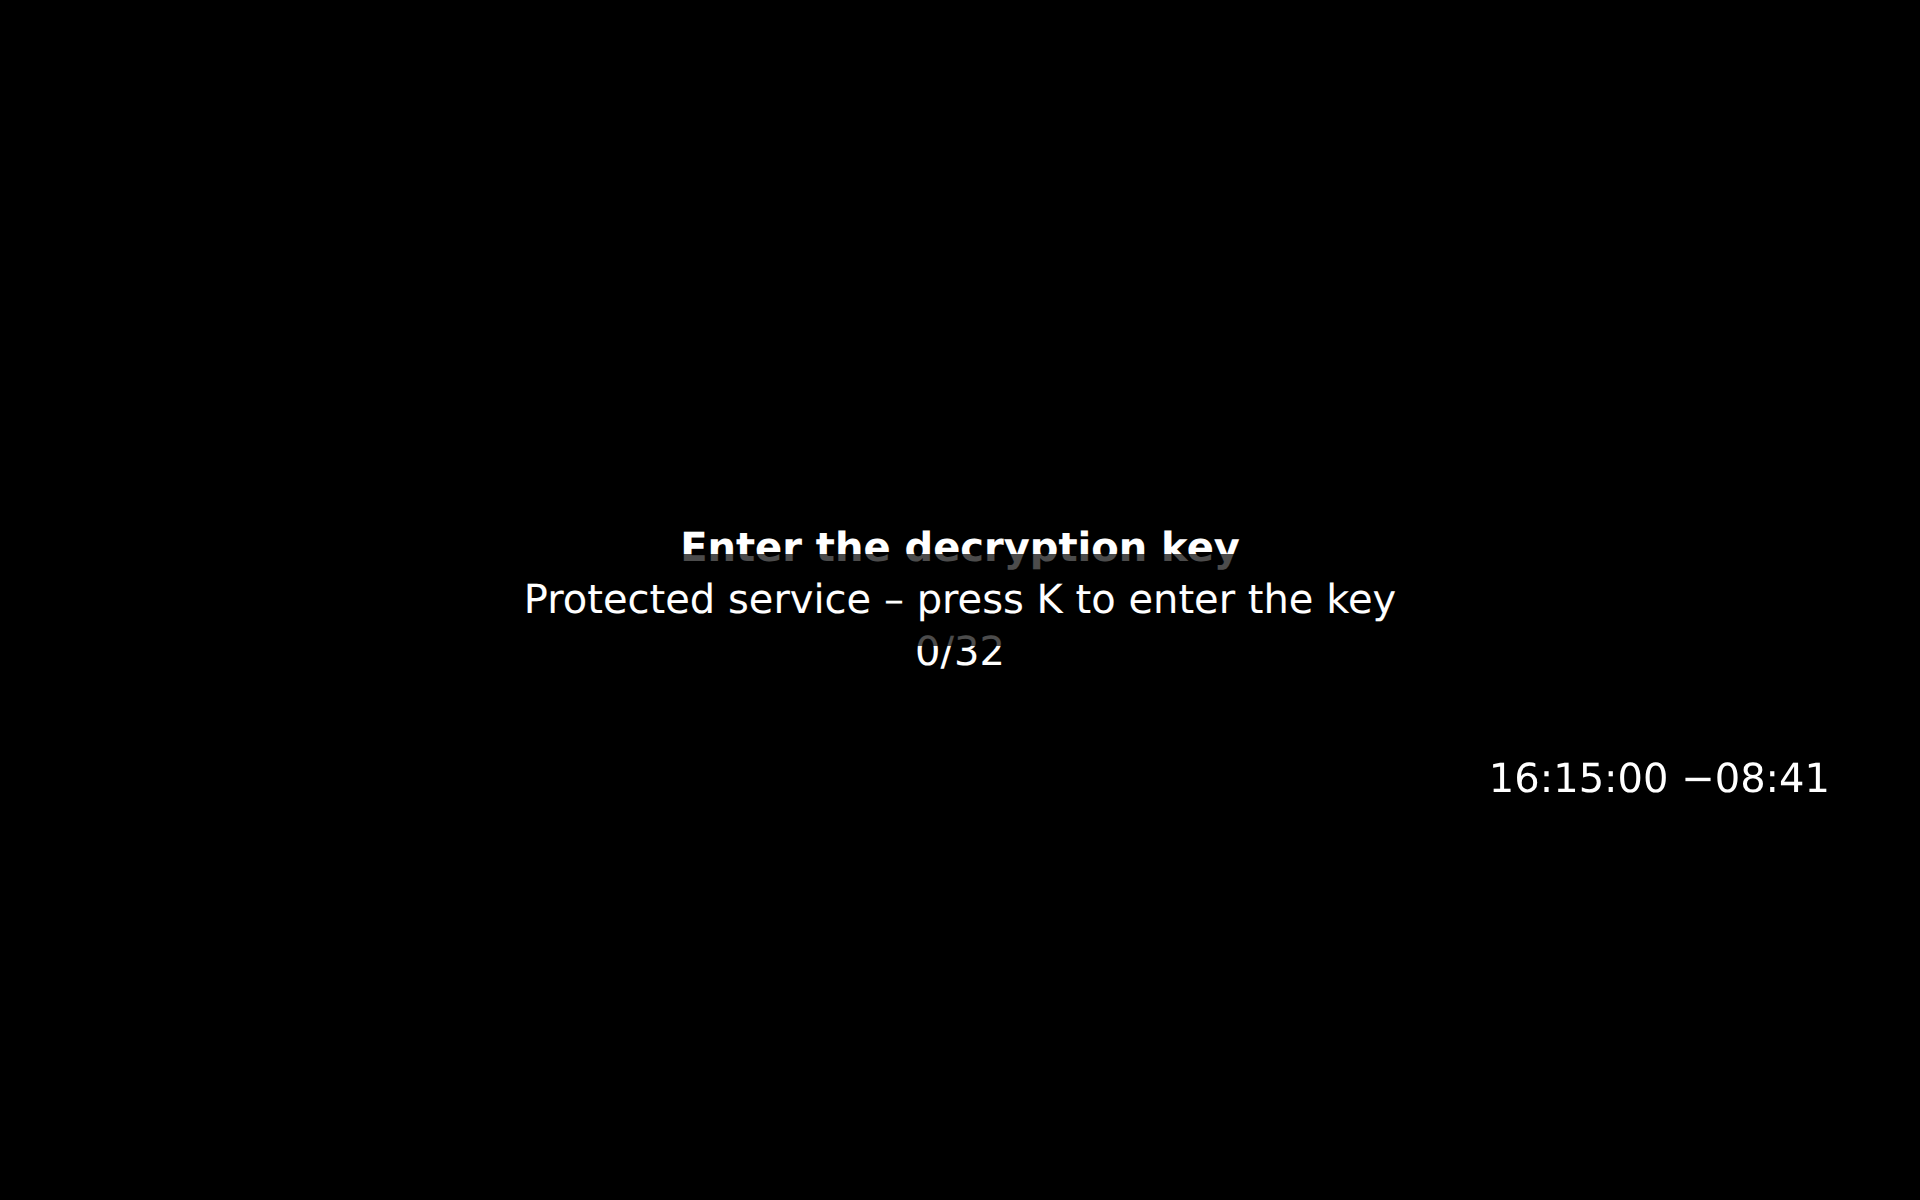 Enter the decryption key
Protected service – press K to enter the key
0/32
16:15:00 −08:41